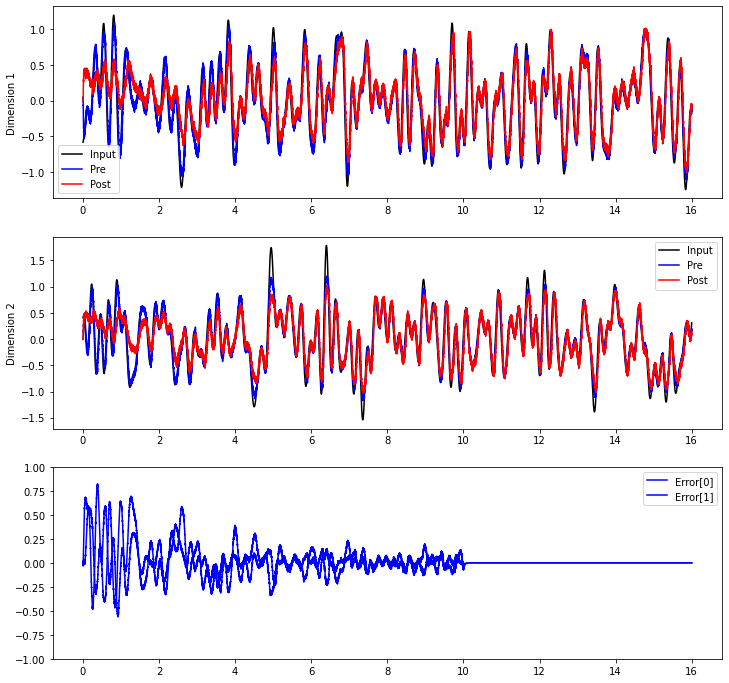 Dimension 1
1.0
0.5
0.0
−0.5
−1.0
Input
Pre
Post
0 2 4 6 8 10 12 14 16
Dimension 2
1.5
1.0
0.5
0.0
−0.5
−1.0
−1.5
Input
Pre
Post
0 2 4 6 8 10 12 14 16
1.00
0.75
0.50
0.25
0.00
−0.25
−0.50
−0.75
−1.00
Error[0]
Error[1]
0 2 4 6 8 10 12 14 16